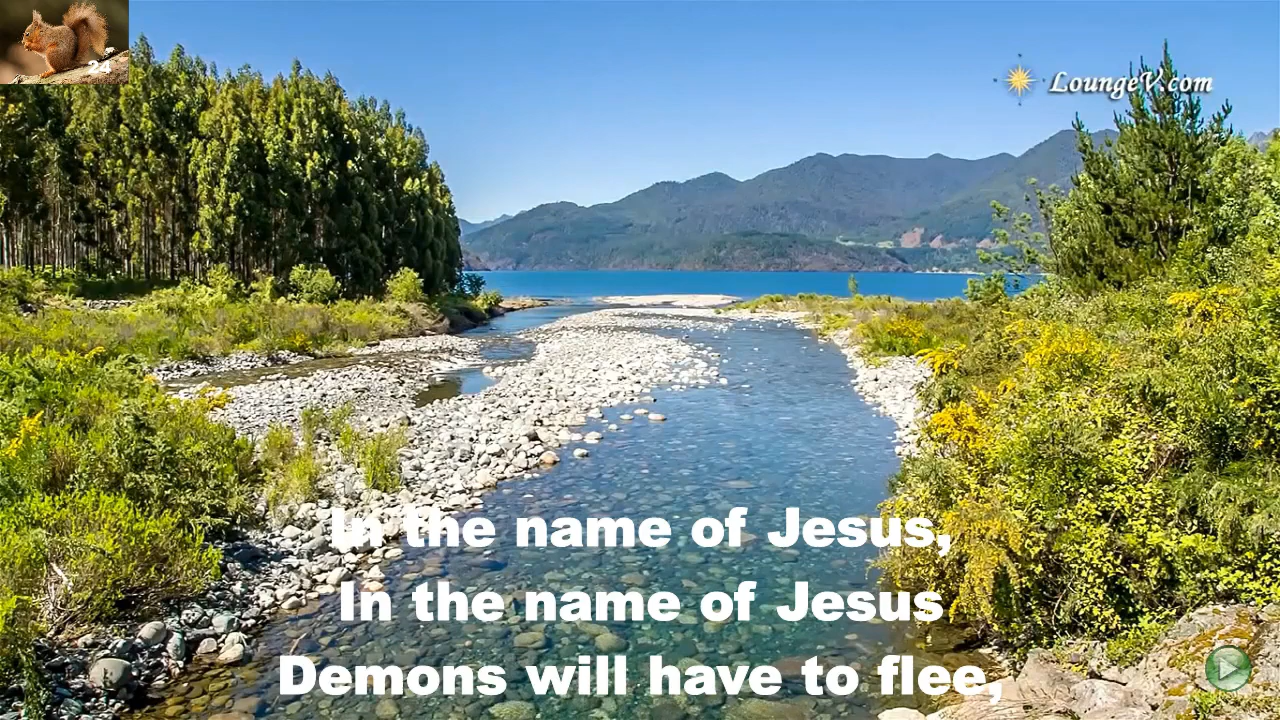 24
LoungeV.com
In the name of Jesus,
In the name of Jesus
Demons will have to flee,